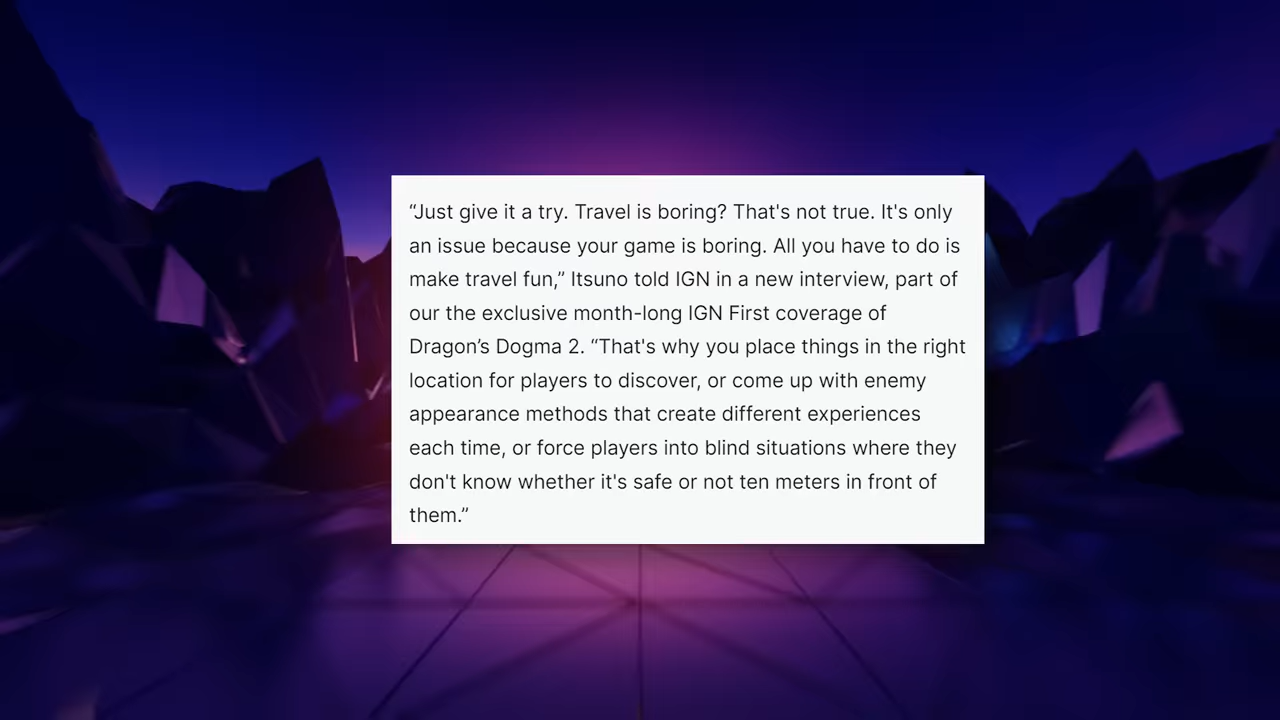 “Just give it a try. Travel is boring? That's not true. It's only
an issue because your game is boring. All you have to do is
make travel fun,” Itsuno told IGN in a new interview, part of
our the exclusive month-long IGN First coverage of
Dragon’s Dogma 2. “That's why you place things in the right
location for players to discover, or come up with enemy
appearance methods that create different experiences
each time, or force players into blind situations where they
don't know whether it's safe or not ten meters in front of
them.”